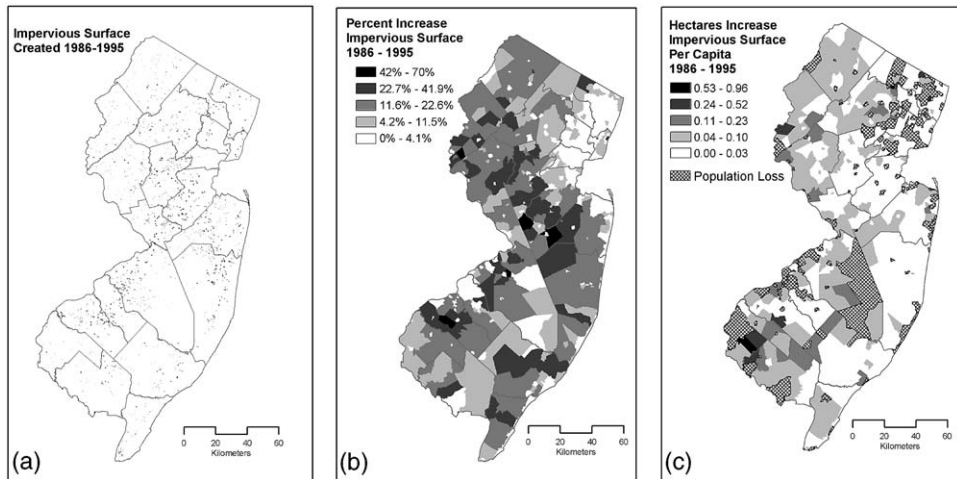 Impervious Surface
Created 1986-1995
0 20 40 60
Kilometers
(a)
Percent Increase
Impervious Surface
1986 - 1995
42% - 70%
22.7% - 41.9%
11.6% - 22.6%
4.2% - 11.5%
0% - 4.1%
0 20 40 60
Kilometers
(b)
Hectares Increase
Impervious Surface
Per Capita
1986 - 1995
0.53 - 0.96
0.24 - 0.52
0.11 - 0.23
0.04 - 0.10
0.00 - 0.03
Population Loss
0 20 40 60
Kilometers
(c)